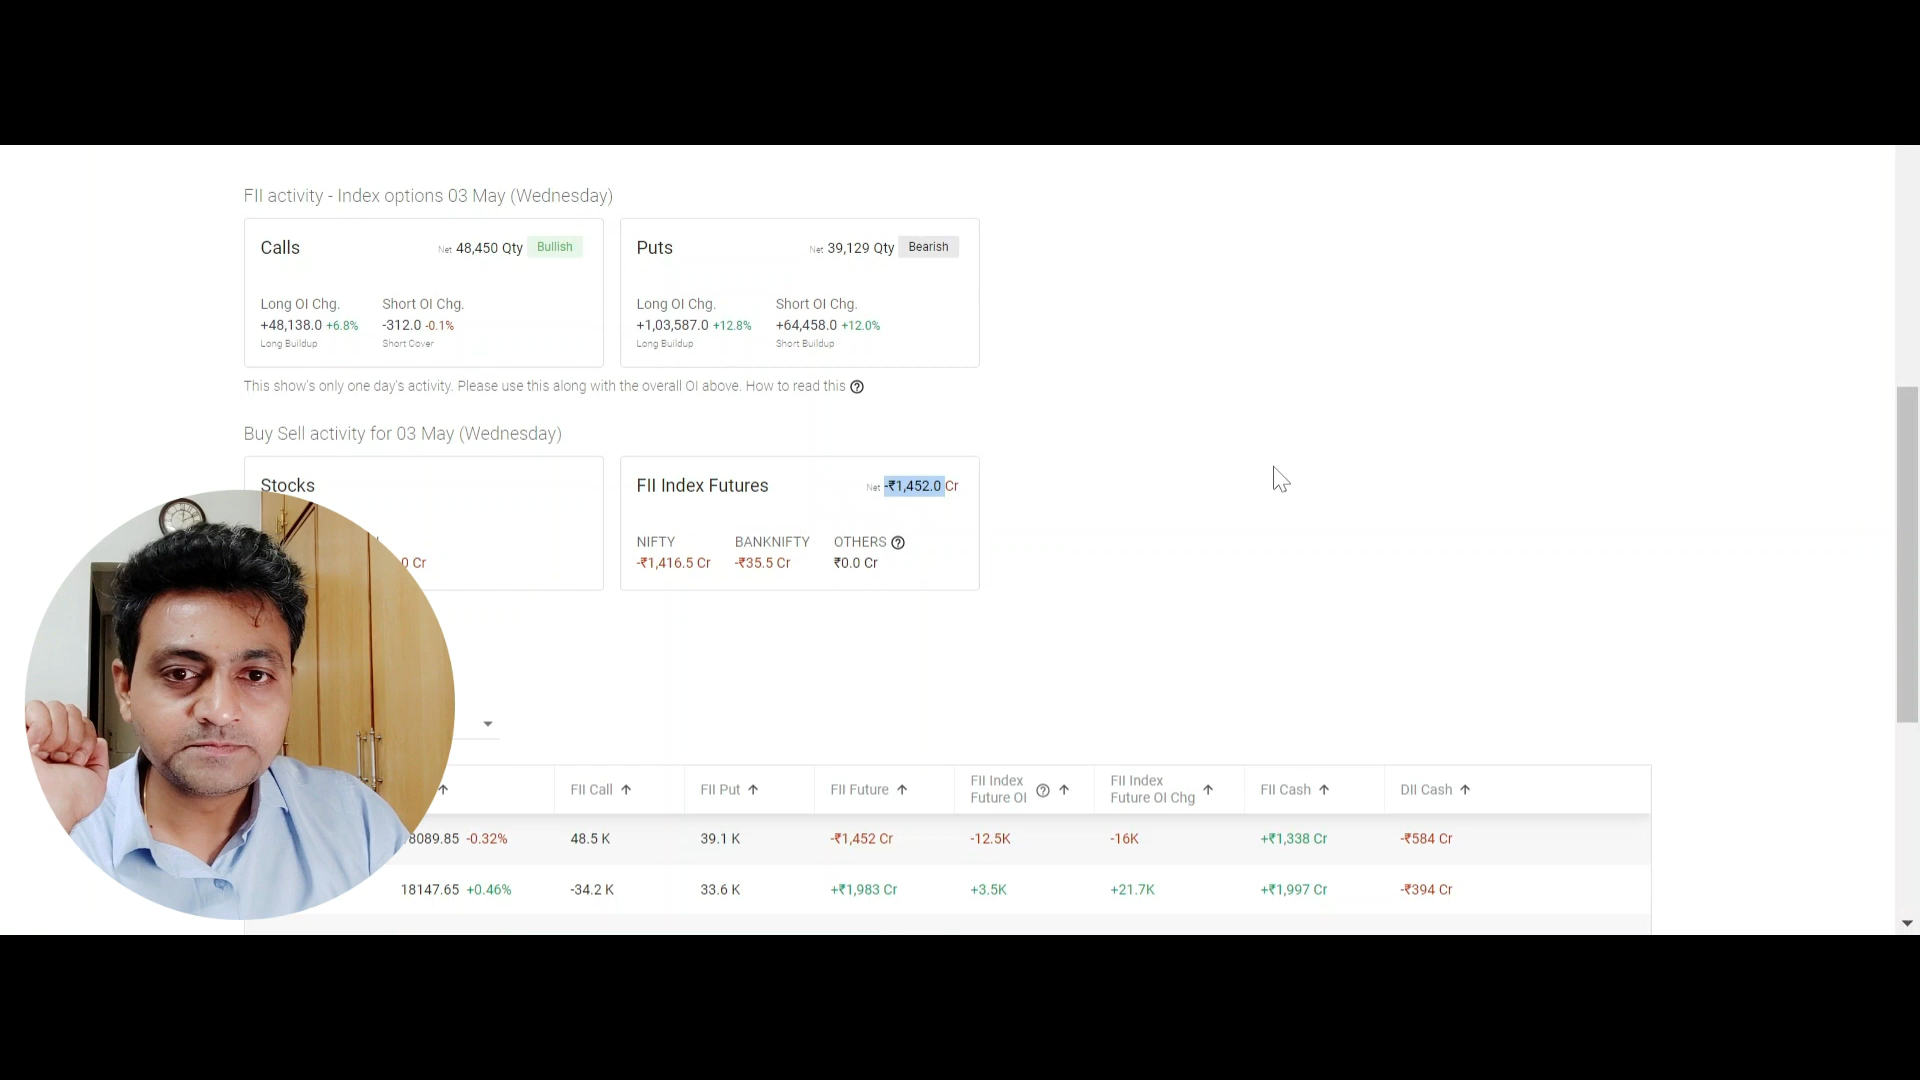 FII activity - Index options 03 May (Wednesday)
Calls Net 48,450 Qty Bullish
Long OI Chg. Short OI Chg.
+48,138.0 +6.8% -312.0 -0.1%
Long Buildup Short Cover
Puts Net 39,129 Qty Bearish
Long OI Chg. Short OI Chg.
+1,03,587.0 +12.8% +64,458.0 +12.0%
Long Buildup Short Buildup
This show's only one day's activity. Please use this along with the overall OI above. How to read this
Buy Sell activity for 03 May (Wednesday)
Stocks
0 Cr
FII Index Futures Net -₹1,452.0 Cr
NIFTY BANKNIFTY OTHERS
-₹1,416.5 Cr -₹35.5 Cr ₹0.0 Cr
FII Call FII Put FII Future FII Index Future OI FII Index Future OI Chg FII Cash DII Cash
8089.85 -0.32% 48.5 K 39.1 K -₹1,452 Cr -12.5K -16K +₹1,338 Cr -₹584 Cr
18147.65 +0.46% -34.2 K 33.6 K +₹1,983 Cr +3.5K +21.7K +₹1,997 Cr -₹394 Cr